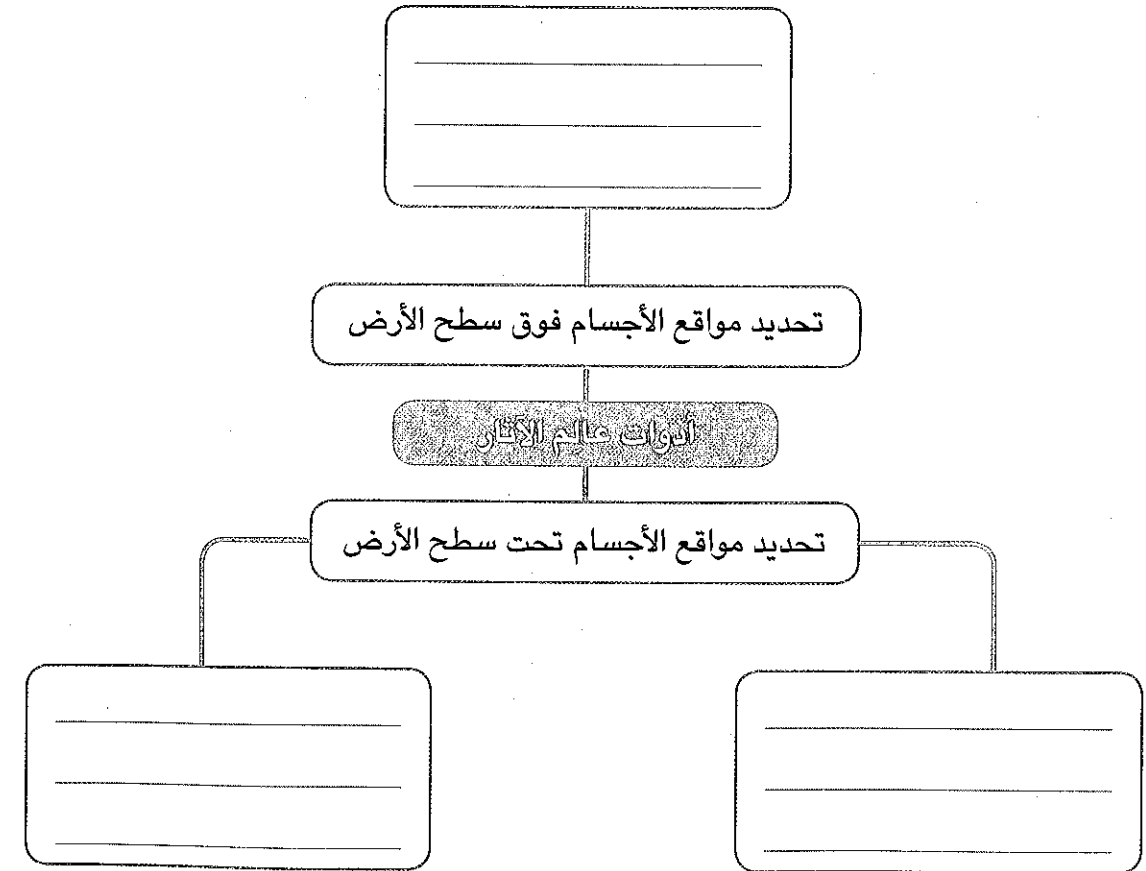 تحديد مواقع الأجسام فوق سطح الأرض
أدوات عالم الآثار
تحديد مواقع الأجسام تحت سطح الأرض